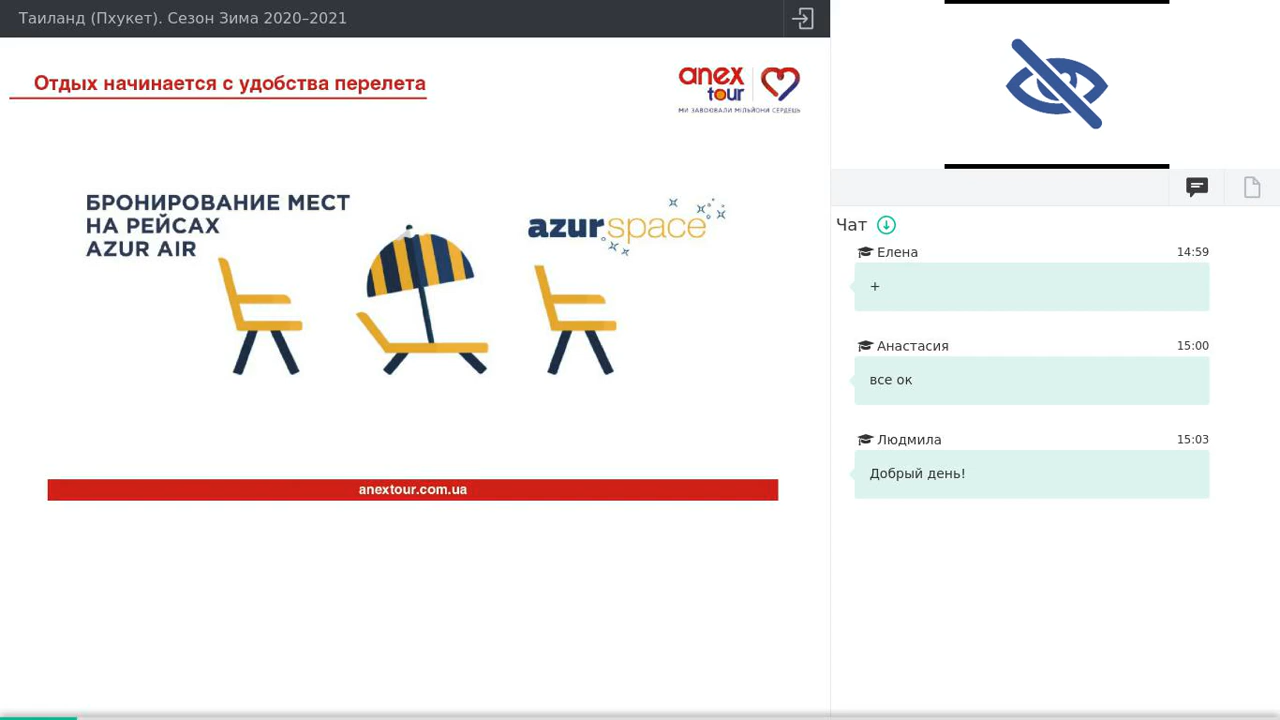 Таиланд (Пхукет). Сезон Зима 2020–2021
Отдых начинается с удобства перелета
anex
tour
МИ ЗАВОЮВАЛИ МІЛЬЙОНИ СЕРДЕЦЬ
БРОНИРОВАНИЕ МЕСТ
НА РЕЙСАХ
AZUR AIR
azurspace
anextour.com.ua
Чат
Елена 14:59
+
Анастасия 15:00
все ок
Людмила 15:03
Добрый день!